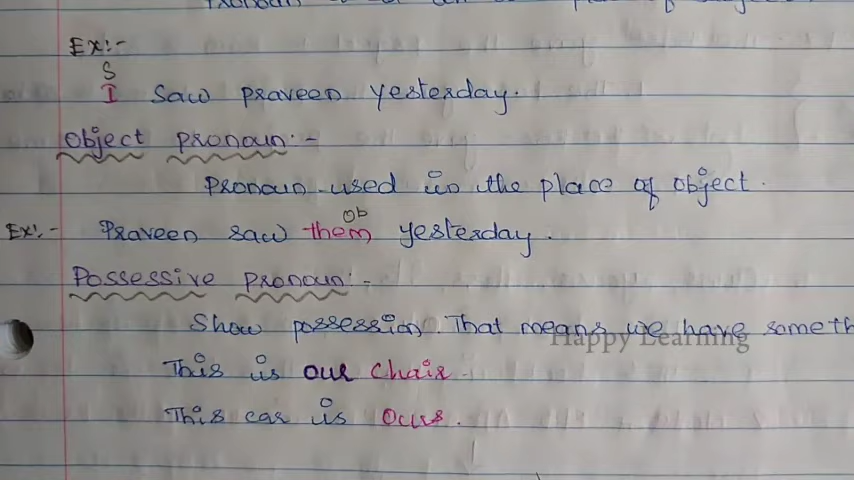 Ex:-
S
I saw praveen yesterday.
Object pronoun:-
Pronoun used in the place of object.
Ob
Ex:- Praveen saw them yesterday.
Possessive pronoun:-
Show possession. That means we have someth
Happy Learning
This is our chair.
This car is Ours.